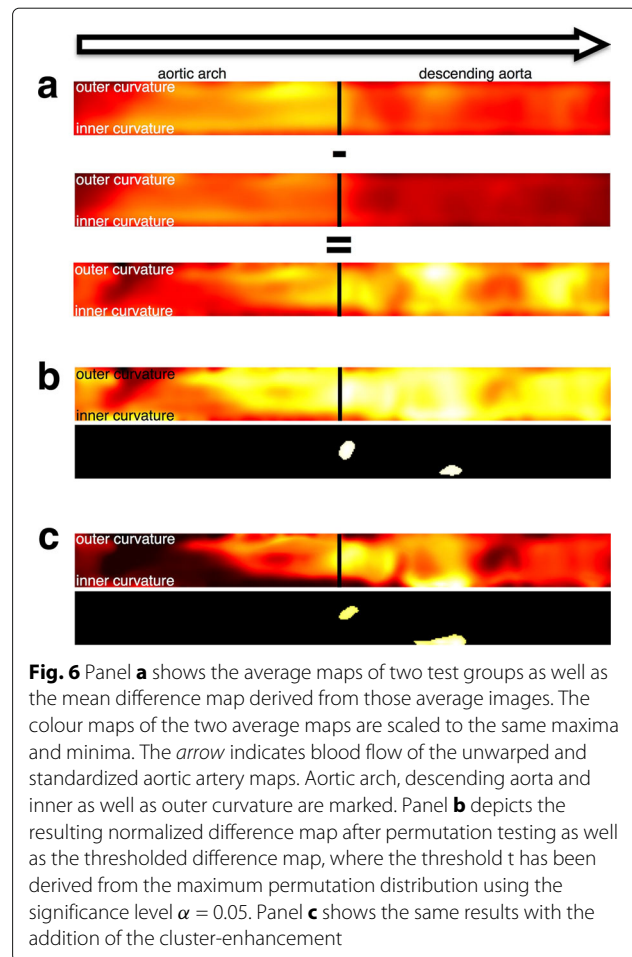 aortic arch descending aorta
a
outer curvature
inner curvature
-
outer curvature
inner curvature
=
outer curvature
inner curvature
b
outer curvature
inner curvature
c
outer curvature
inner curvature
Fig. 6 Panel a shows the average maps of two test groups as well as
the mean difference map derived from those average images. The
colour maps of the two average maps are scaled to the same maxima
and minima. The arrow indicates blood flow of the unwarped and
standardized aortic artery maps. Aortic arch, descending aorta and
inner as well as outer curvature are marked. Panel b depicts the
resulting normalized difference map after permutation testing as well
as the thresholded difference map, where the threshold t has been
derived from the maximum permutation distribution using the
significance level α = 0.05. Panel c shows the same results with the
addition of the cluster-enhancement